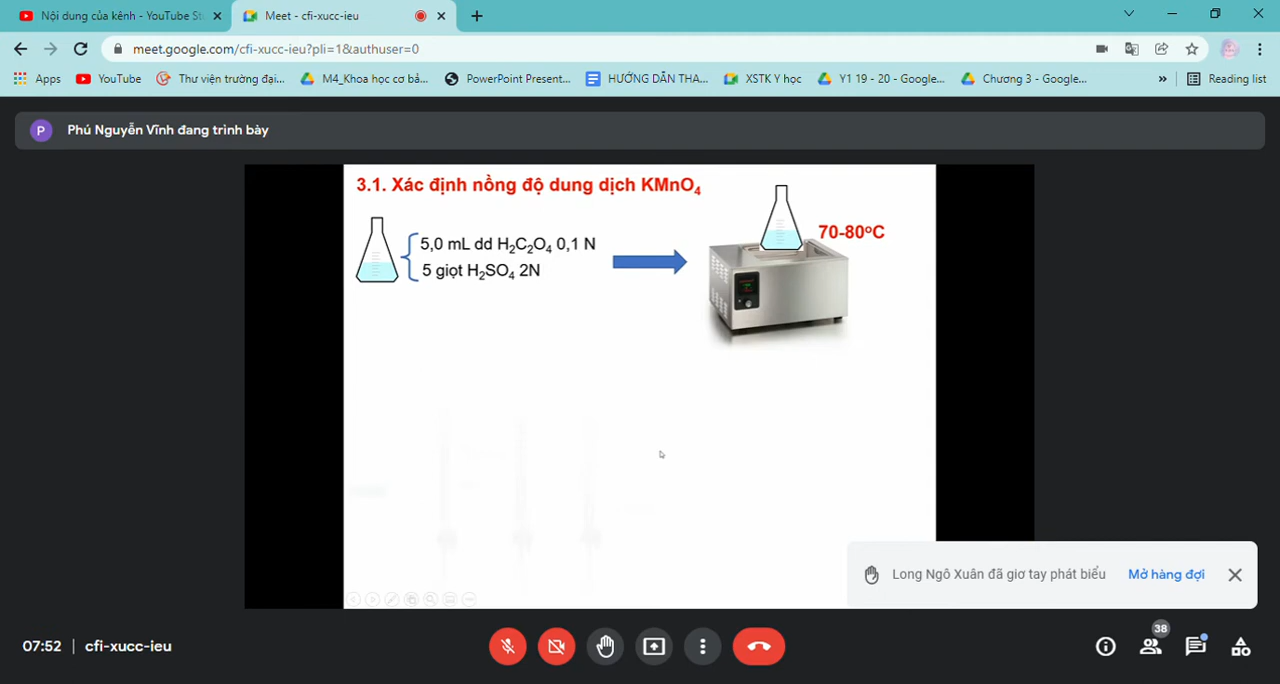 Nội dung của kênh - YouTube St
Meet - cfi-xucc-ieu
meet.google.com/cfi-xucc-ieu?pli=1&authuser=0
Apps YouTube Thư viện trường đại... M4_Khoa học cơ bả... PowerPoint Present... HƯỚNG DẪN THA... XSTK Y học Y1 19 - 20 - Google... Chương 3 - Google... » Reading list
P Phú Nguyễn Vĩnh đang trình bày
3.1. Xác định nồng độ dung dịch KMnO₄
5,0 mL dd H₂C₂O₄ 0,1 N
5 giọt H₂SO₄ 2N
70-80ºC
Long Ngô Xuân đã giơ tay phát biểu Mở hàng đợi
07:52 | cfi-xucc-ieu
38